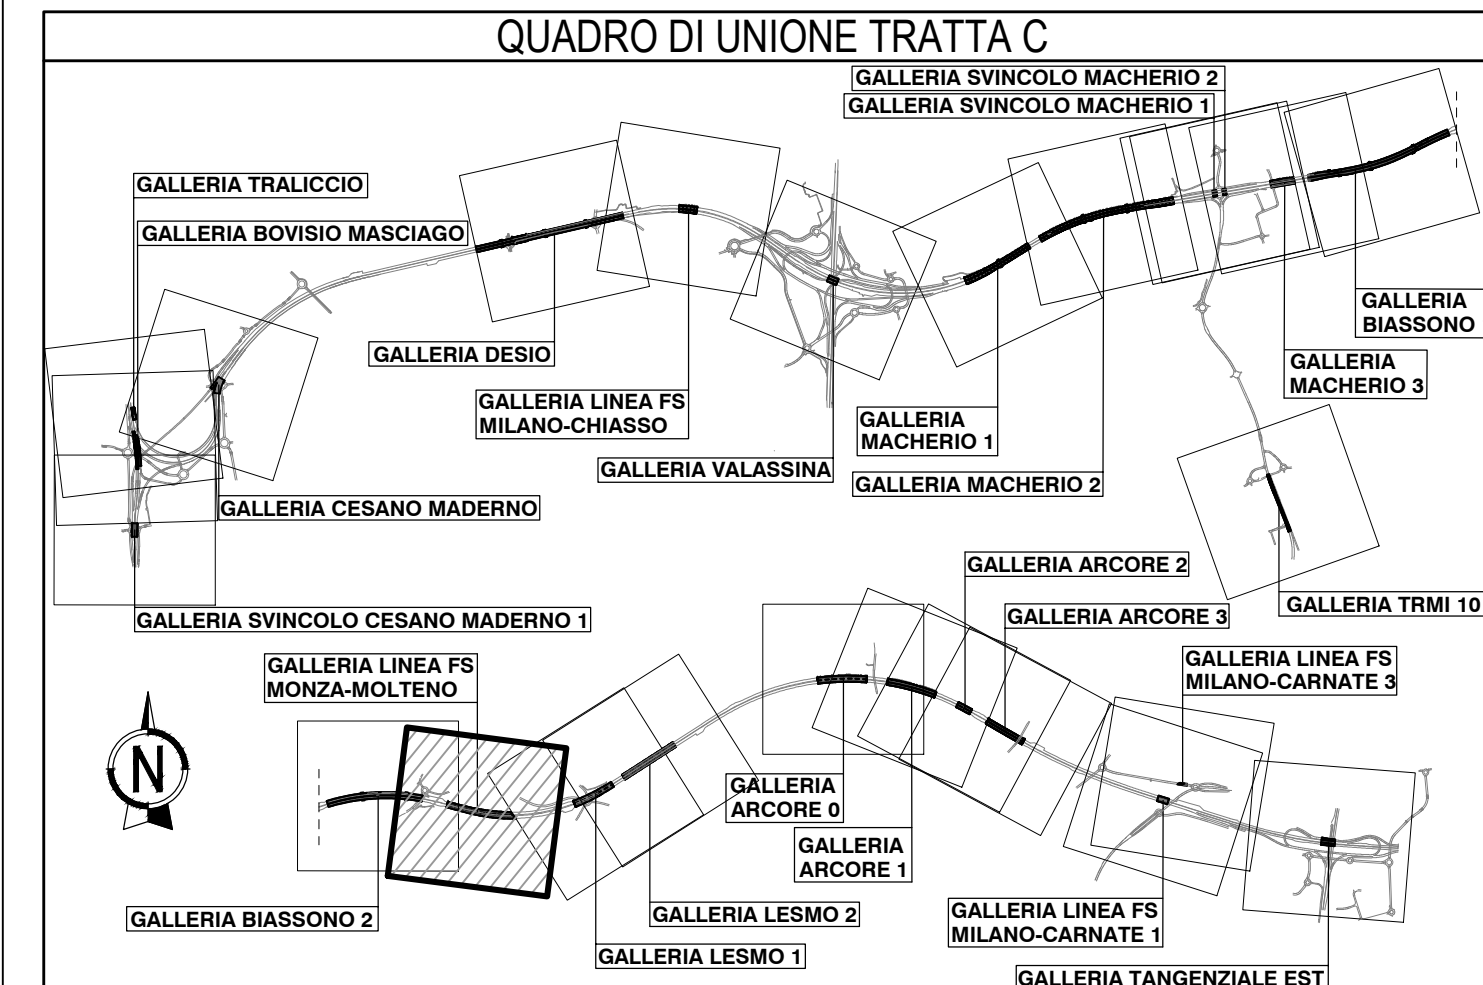 QUADRO DI UNIONE TRATTA C
GALLERIA SVINCOLO MACHERIO 2
GALLERIA SVINCOLO MACHERIO 1
GALLERIA TRALICCIO
GALLERIA BOVISIO MASCIAGO
GALLERIA DESIO
GALLERIA LINEA FS
MILANO-CHIASSO
GALLERIA VALASSINA
GALLERIA
MACHERIO 1
GALLERIA MACHERIO 2
GALLERIA
BIASSONO
GALLERIA
MACHERIO 3
GALLERIA CESANO MADERNO
GALLERIA SVINCOLO CESANO MADERNO 1
GALLERIA TRMI 10
GALLERIA ARCORE 2
GALLERIA ARCORE 3
GALLERIA LINEA FS
MONZA-MOLTENO
GALLERIA LINEA FS
MILANO-CARNATE 3
N
GALLERIA
ARCORE 0
GALLERIA
ARCORE 1
GALLERIA BIASSONO 2
GALLERIA LESMO 2
GALLERIA LESMO 1
GALLERIA LINEA FS
MILANO-CARNATE 1
GALLERIA TANGENZIALE EST